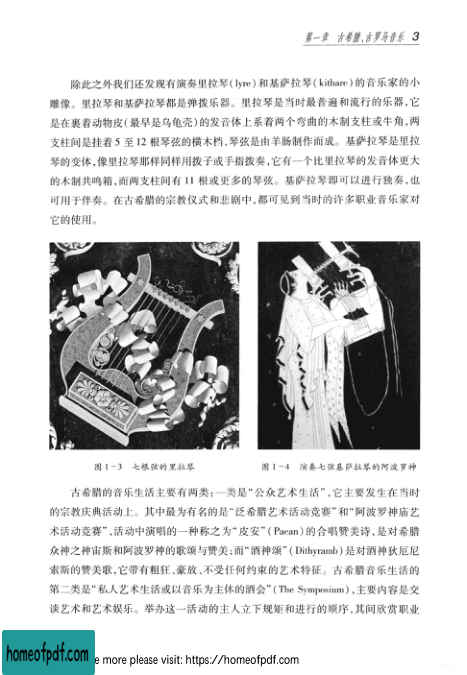 第一章 古希腊、古罗马音乐 3
除此之外我们还发现有演奏里拉琴(lyre)和基萨拉琴(kithare)的音乐家的小
雕像。里拉琴和基萨拉琴都是弹拨乐器。里拉琴是当时最普遍和流行的乐器,它
是在裹着动物皮(最早是乌龟壳)的发音体上系着两个弯曲的木制支柱或牛角,两
支柱间是挂着 5 至 12 根琴弦的横木档,琴弦是由羊肠制作而成。基萨拉琴是里拉
琴的变体,像里拉琴那样同样用拨子或手指拨奏,它有一个比里拉琴的发音体更大
的木制共鸣箱,而两支柱间有 11 根或更多的琴弦。基萨拉琴即可以进行独奏,也
可用于伴奏。在古希腊的宗教仪式和悲剧中,都可见到当时的许多职业音乐家对
它的使用。
图 1-3 七根弦的里拉琴
图 1-4 演奏七弦基萨拉琴的阿波罗神
古希腊的音乐生活主要有两类:一类是“公众艺术生活”,它主要发生在当时
的宗教庆典活动上。其中最为有名的是“泛希腊艺术活动竞赛”和“阿波罗神庙艺
术活动竞赛”,活动中演唱的一种称之为“皮安”(Paean)的合唱赞美诗,是对希腊
众神之神宙斯和阿波罗神的歌颂与赞美;而“酒神颂”(Dithyramb)是对酒神狄厄尼
索斯的赞美歌,它带有粗狂、豪放、不受任何约束的艺术特征。古希腊音乐生活的
第二类是“私人艺术生活或以音乐为主体的酒会”(The Symposium),主要内容是交
谈艺术和艺术娱乐。举办这一活动的主人立下规矩和进行的顺序,其间欣赏职业
homeofpdf.com
e more please visit: https://homeofpdf.com